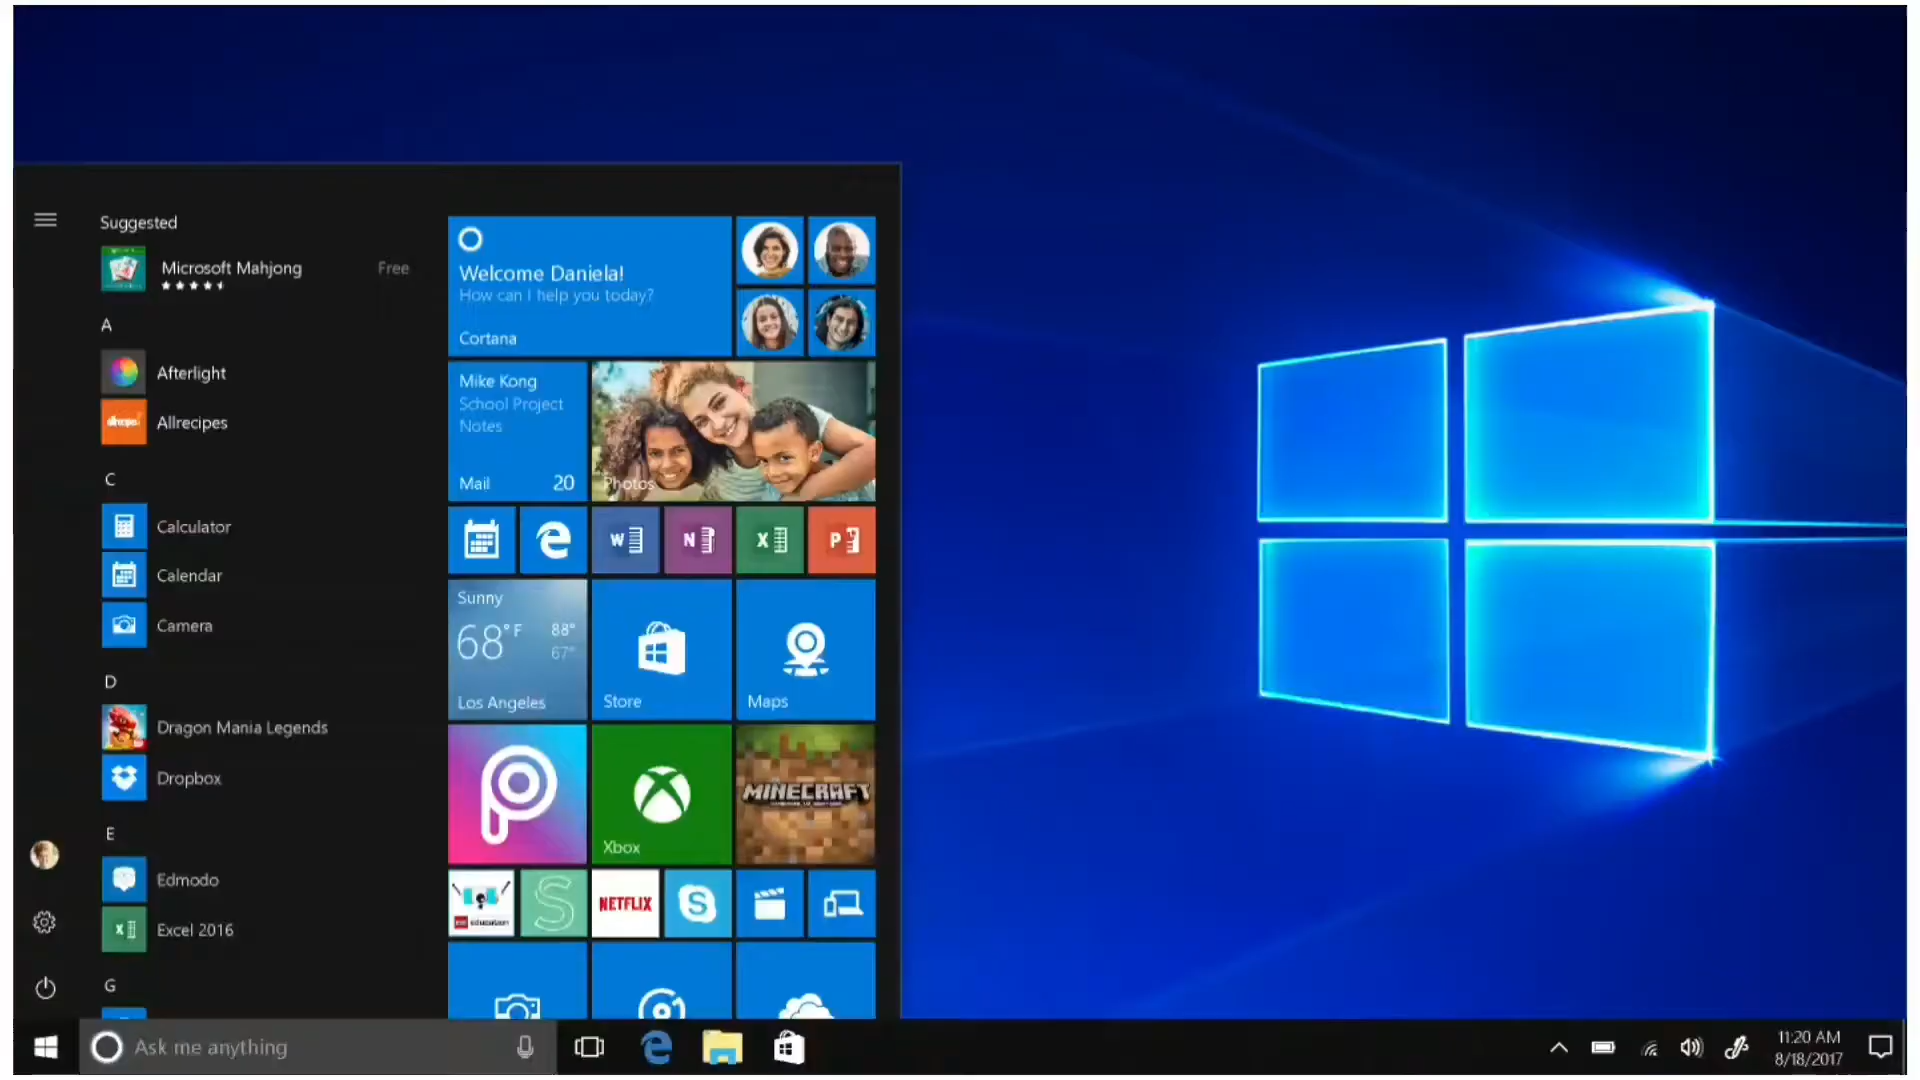 Suggested
Microsoft Mahjong Free
A
Afterlight
Allrecipes
C
Calculator
Calendar
Camera
D
Dragon Mania Legends
Dropbox
E
Edmodo
Excel 2016
G
Welcome Daniela!
How can I help you today?
Cortana
Mike Kong
School Project
Notes
Mail 20
Photos
W
N
X
P
Sunny
68°F 88°
67°
Los Angeles
Store
Maps
Xbox
MINECRAFT
education
S
NETFLIX
S
Ask me anything
11:20 AM
8/18/2017